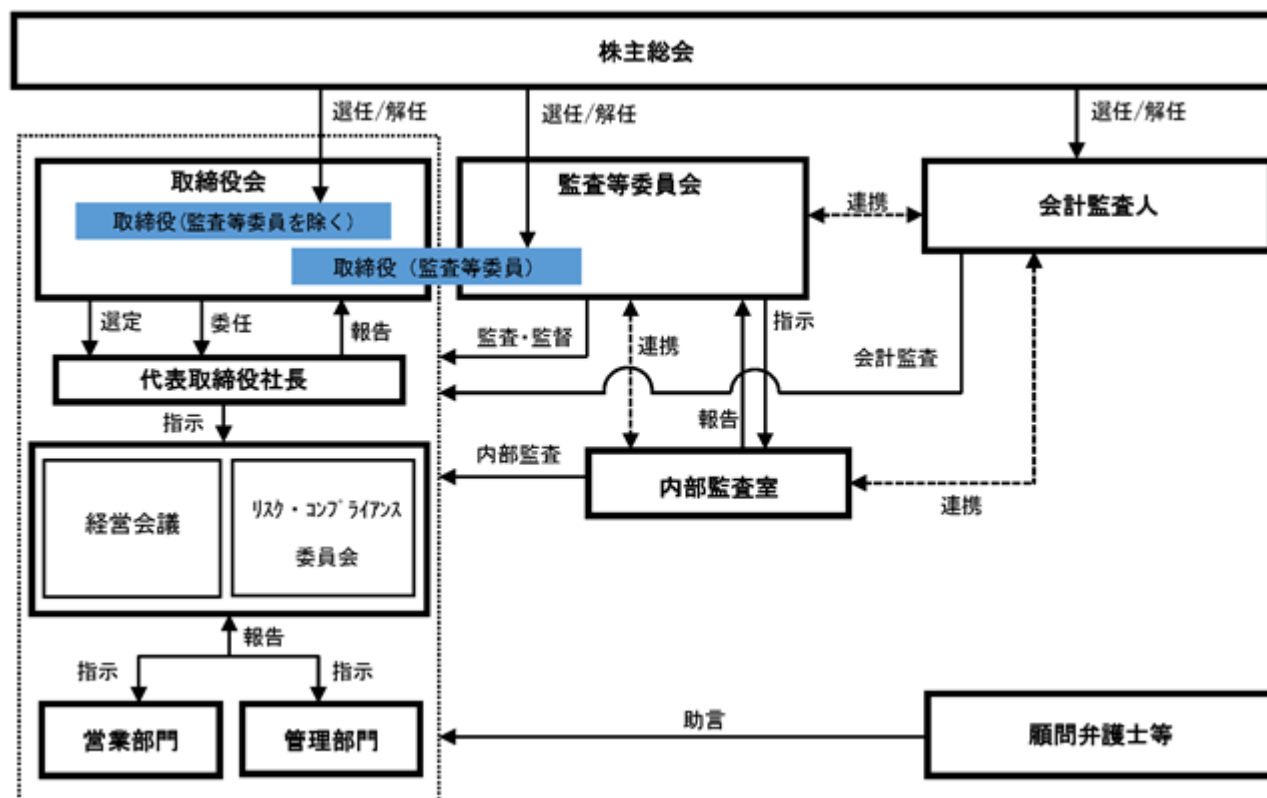 株主総会
選任/解任
選任/解任
選任/解任
取締役会
取締役(監査等委員を除く)
取締役（監査等委員）
監査等委員会
連携
会計監査人
選定
委任
報告
監査・監督
連携
指示
会計監査
代表取締役社長
指示
報告
内部監査
内部監査室
連携
経営会議
ﾘｽｸ・ｺﾝﾌﾟﾗｲｱﾝｽ
委員会
報告
指示
指示
営業部門
管理部門
助言
顧問弁護士等